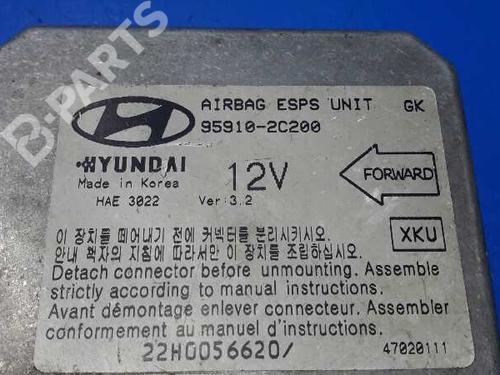 B-PARTS
AIRBAG ESPS UNIT GK
95910-2C200
HYUNDAI
12V
FORWARD
Made in Korea
HAE 3022
Ver:3.2
이 장치를 떼어내기 전에 커넥터를 분리시키시오.
안내 책자의 지침에 따라서만 이 장치를 조립하십시오.
XKU
Detach connector before unmounting. Assemble
strictly according to manual instructions.
Avant démontage enlever connecteur. Assembler
conformement au manuel d'instructions.
22H0056620/
47020111